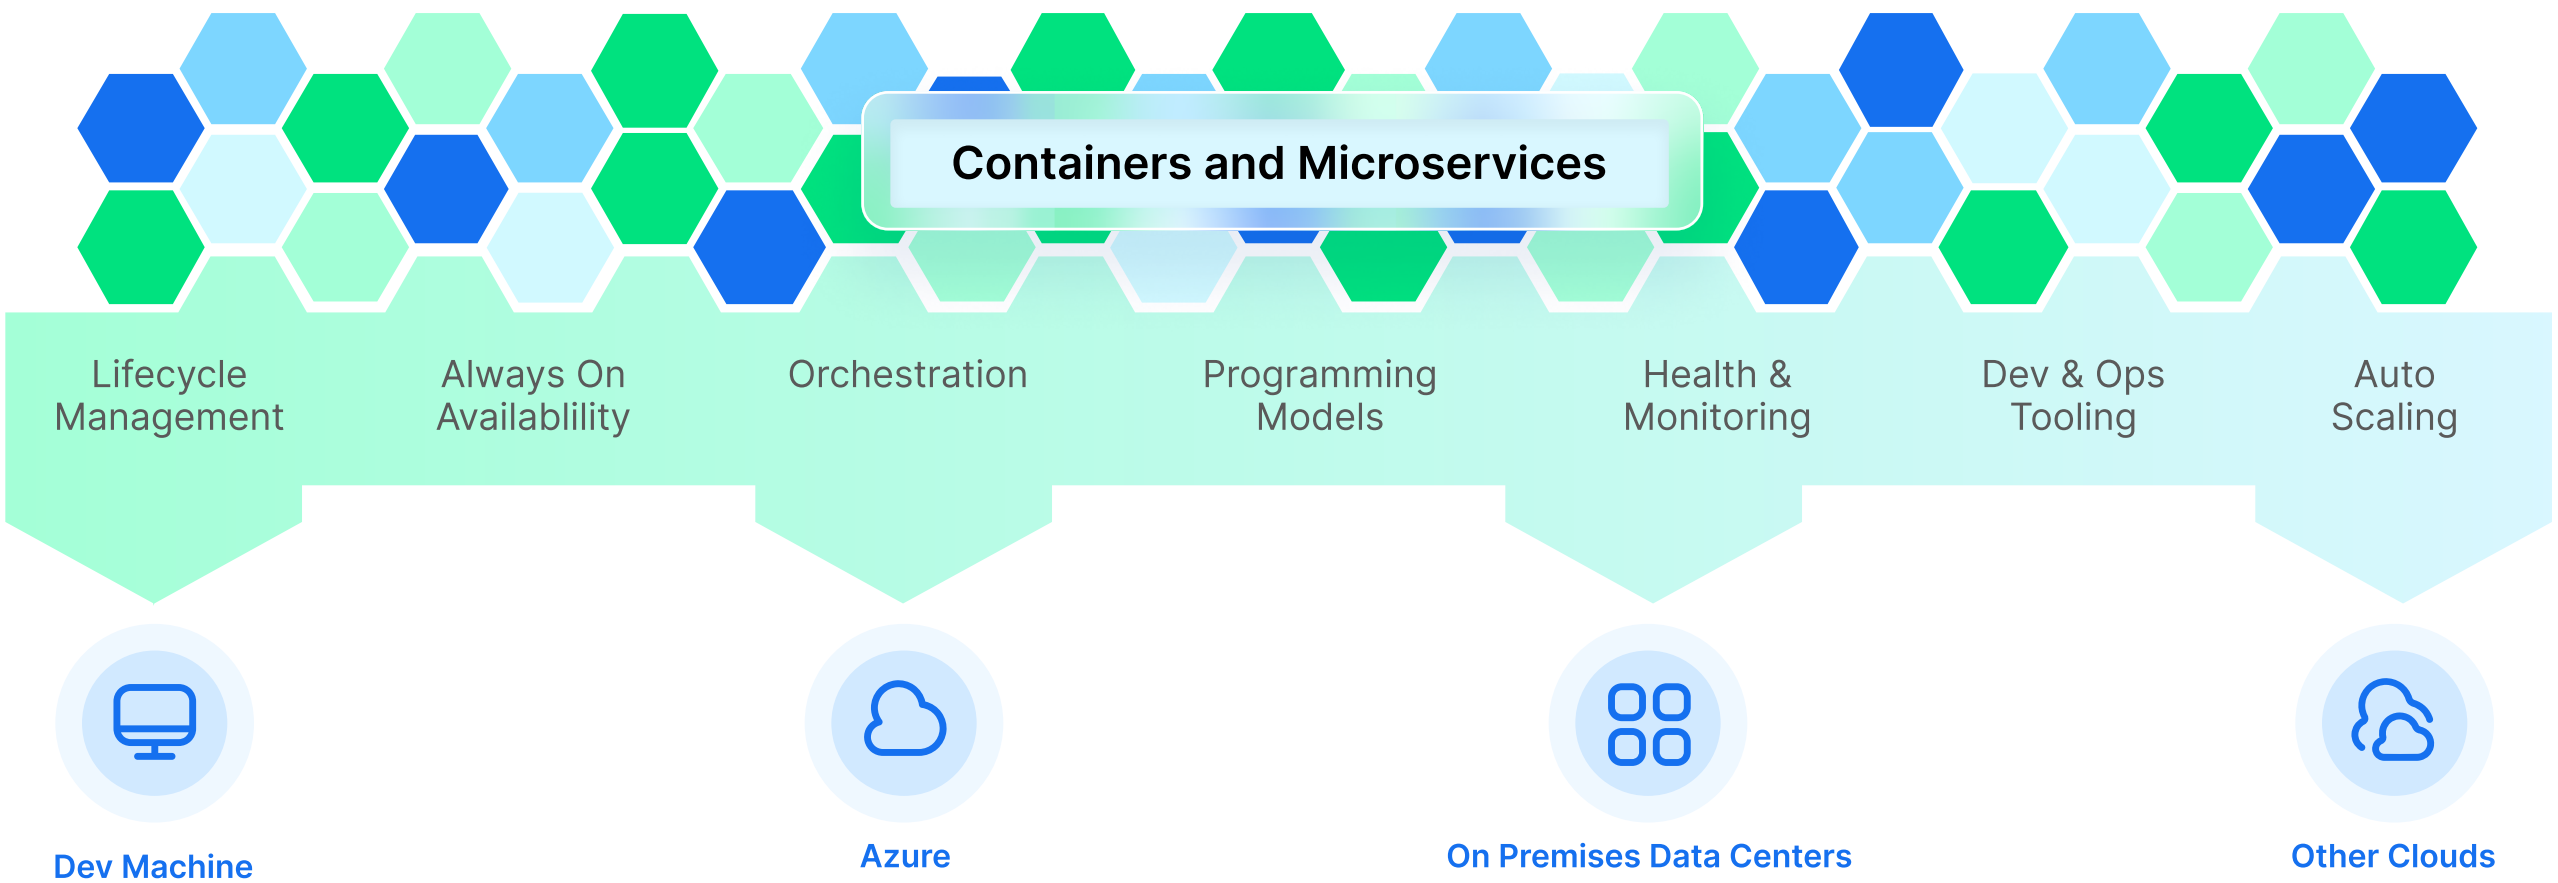 Containers and Microservices
Lifecycle
Management
Always On
Availablility
Orchestration
Programming
Models
Health &
Monitoring
Dev & Ops
Tooling
Auto
Scaling
Dev Machine
Azure
On Premises Data Centers
Other Clouds